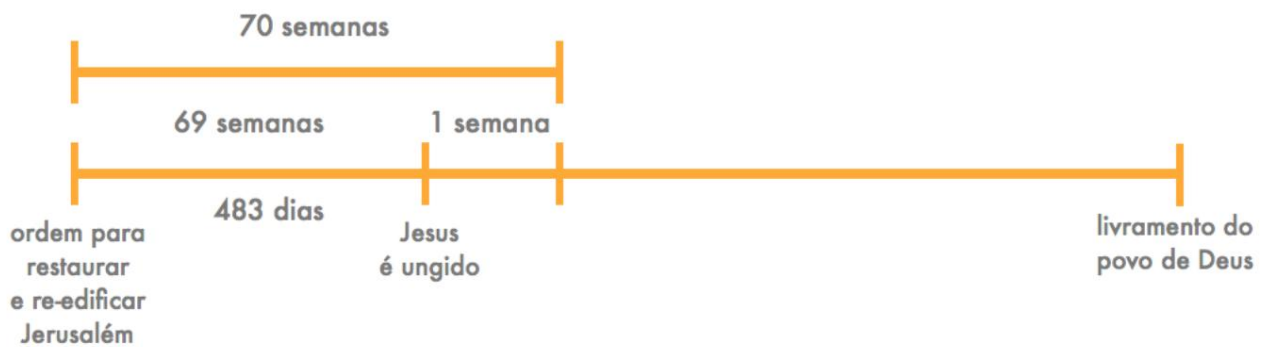 70 semanas
69 semanas
1 semana
483 dias
ordem para
restaurar
e re-edificar
Jerusalém
Jesus
é ungido
livramento do
povo de Deus